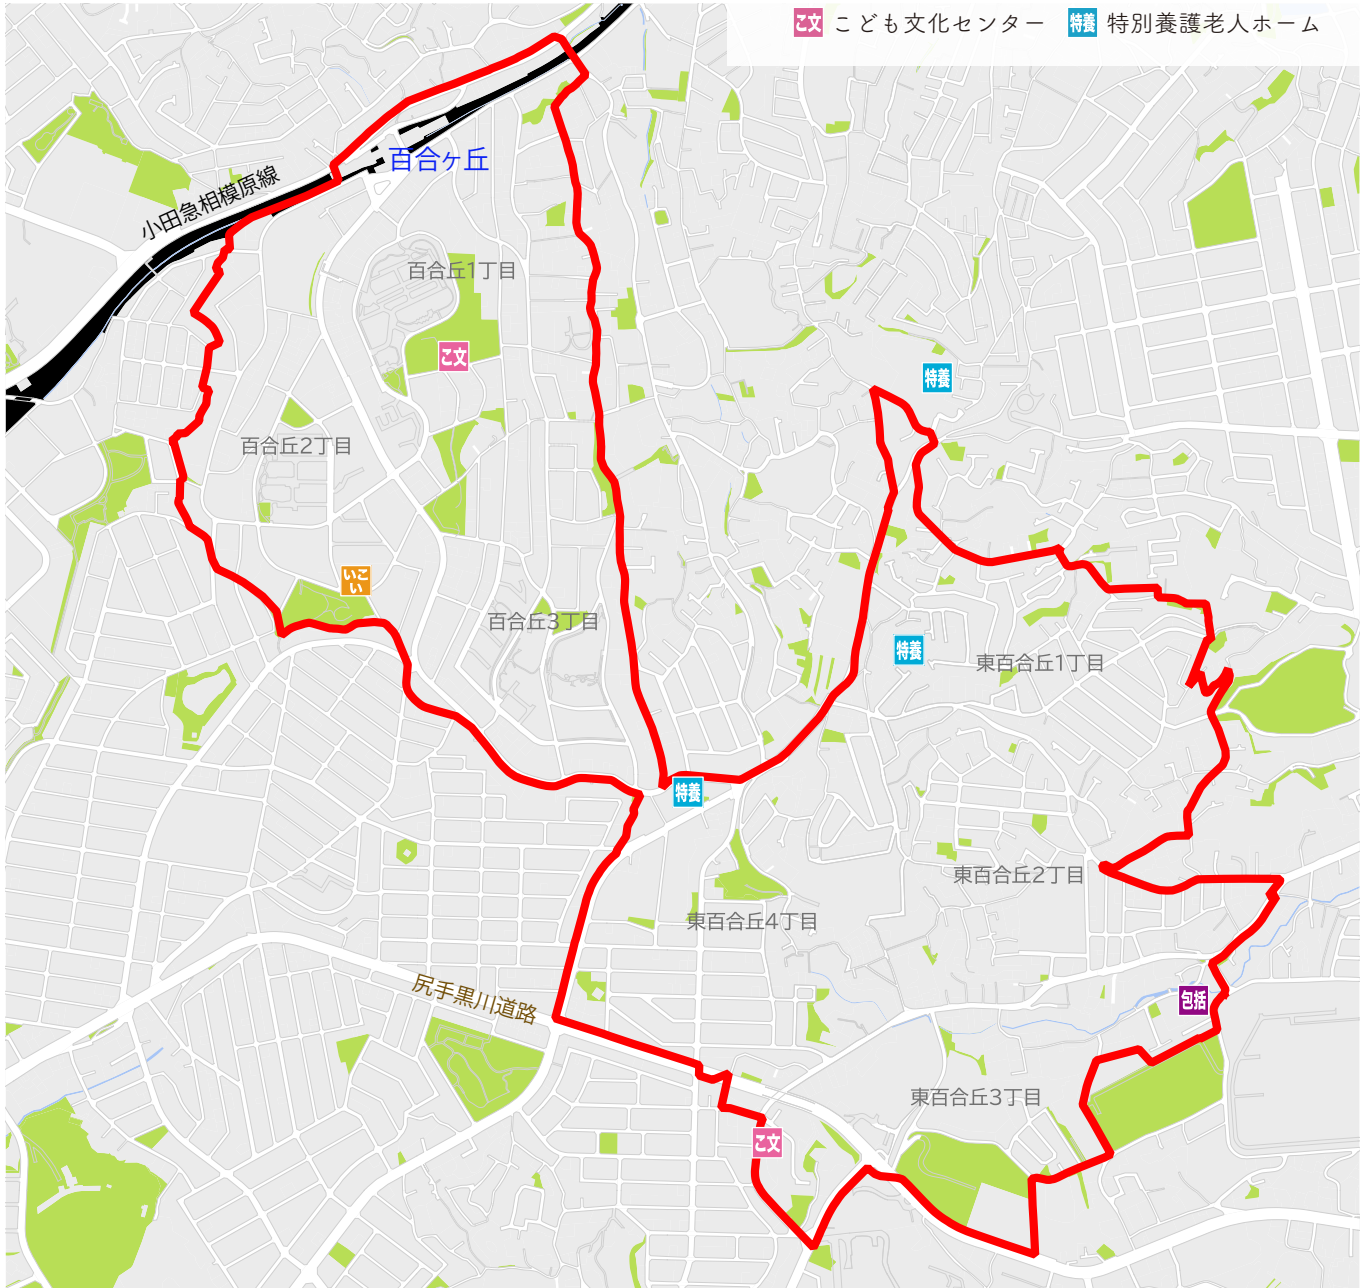 こ文 こども文化センター 特養 特別養護老人ホーム
百合ヶ丘
小田急相模原線
百合丘1丁目
こ文
特養
百合丘2丁目
いこい
百合丘3丁目
特養
東百合丘1丁目
特養
東百合丘2丁目
東百合丘4丁目
尻手黒川道路
包括
東百合丘3丁目
こ文